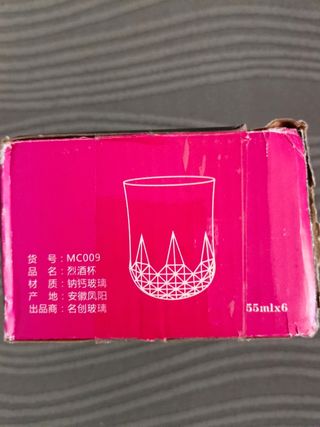 货 号：MC009
品 名：烈酒杯
材 质：钠钙玻璃
产 地：安徽凤阳
出品商：名创玻璃
55mlx6